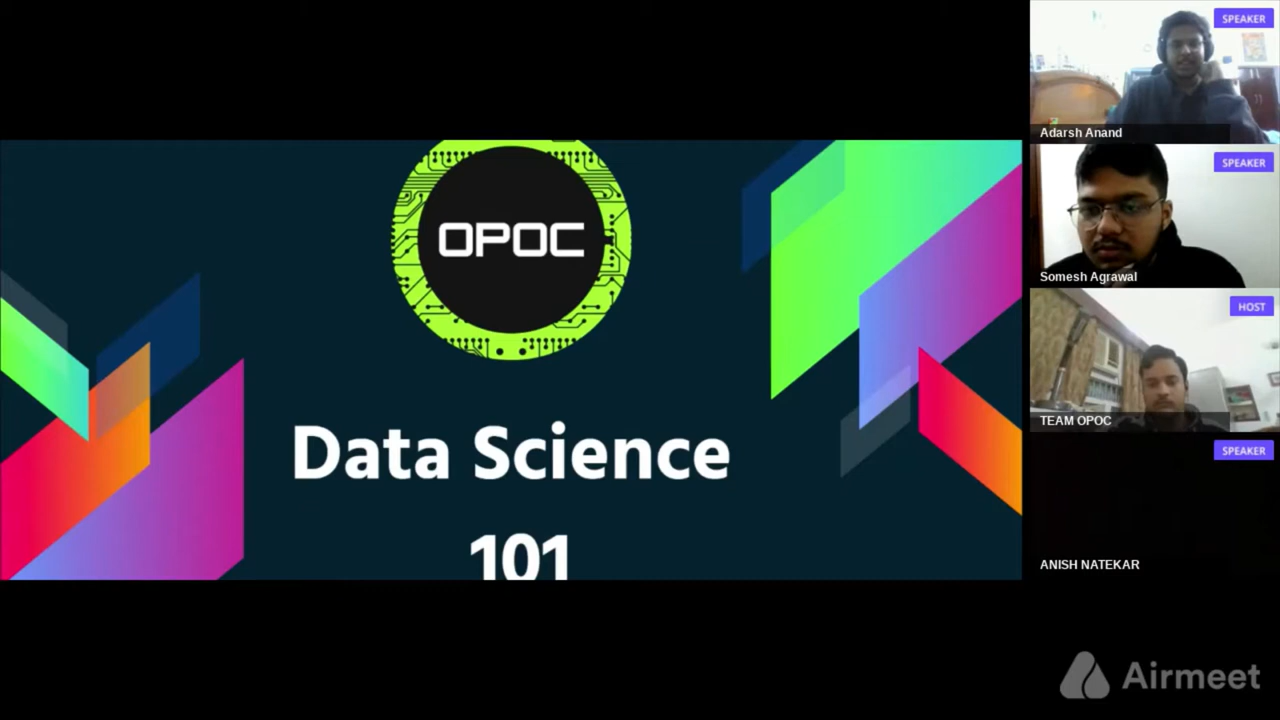 OPOC
Data Science
101
SPEAKER
Adarsh Anand
SPEAKER
Somesh Agrawal
HOST
TEAM OPOC
SPEAKER
ANISH NATEKAR
Airmeet